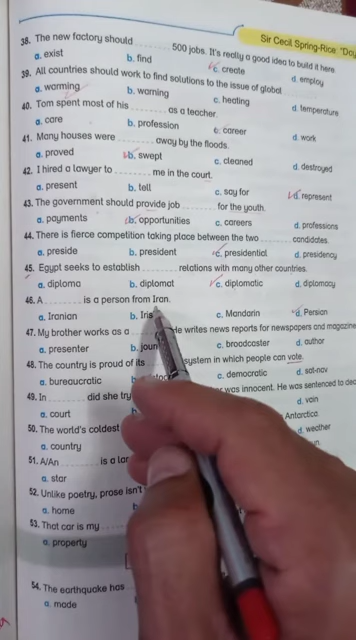 Sir Cecil Spring-Rice "Day
38. The new factory should ........ 500 jobs. It's really a good idea to build it here
a. exist b. find c. create d. employ
39. All countries should work to find solutions to the issue of global ........
a. warming b. warning c. heating d. temperature
40. Tom spent most of his ........ as a teacher.
a. care b. profession c. career d. work
41. Many houses were ........ away by the floods.
a. proved b. swept c. cleaned d. destroyed
42. I hired a lawyer to ........ me in the court.
a. present b. tell c. say for d. represent
43. The government should provide job ........ for the youth.
a. payments b. opportunities c. careers d. professions
44. There is fierce competition taking place between the two ........ candidates.
a. preside b. president c. presidential d. presidency
45. Egypt seeks to establish ........ relations with many other countries.
a. diploma b. diplomat c. diplomatic d. diplomacy
46. A ........ is a person from Iran.
a. Iranian b. Iris c. Mandarin d. Persian
47. My brother works as a He writes news reports for newspapers and magazine
a. presenter b. jour c. broadcaster d. author
48. The country is proud of its system in which people can vote.
a. bureaucratic b. c. democratic d. sat-nav
49. In ........ did she try was innocent. He was sentenced to dea
a. court b. d. vain
50. The world's coldest Antarctica.
a. country d. weather
51. A/An ........ is a lar
a. star
52. Unlike poetry, prose isn't
a. home b.
53. That car is my
a. property
54. The earthquake has
a. made